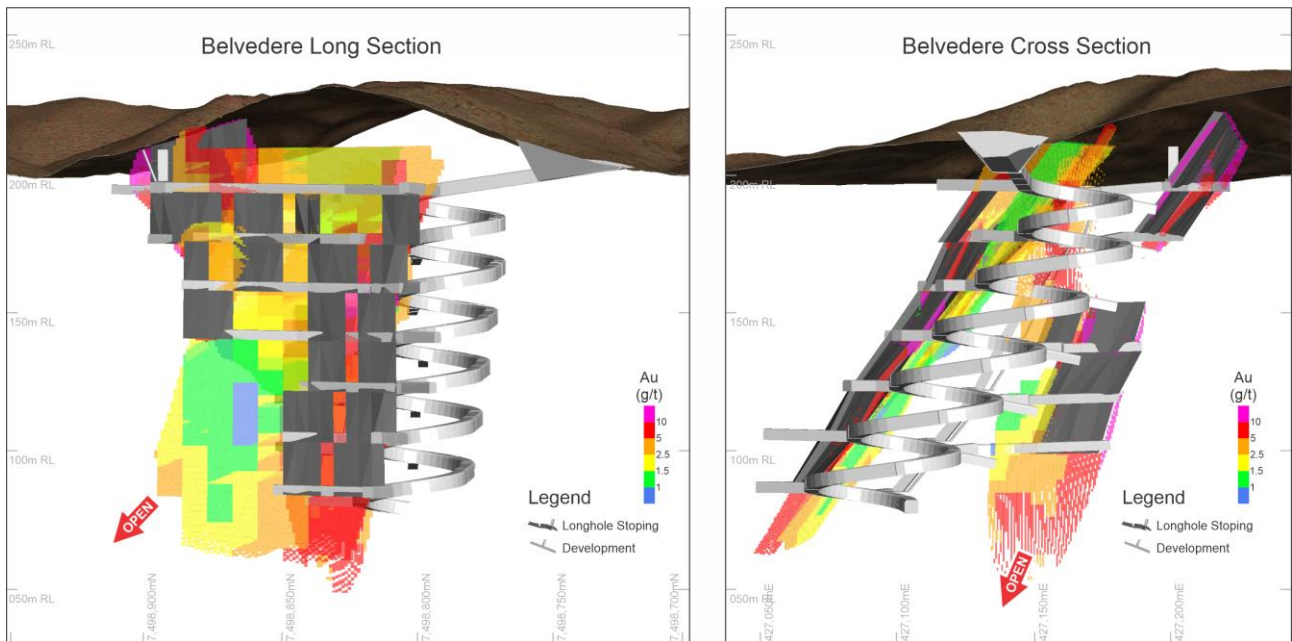 Belvedere Long Section
250m RL
200m RL
150m RL
100m RL
050m RL
Au
(g/t)
10
5
2.5
1.5
1
Legend
Longhole Stoping
Development
OPEN
7,498,900mN
7,498,850mN
7,498,800mN
7,498,750mN
7,498,700mN
Belvedere Cross Section
250m RL
200m RL
150m RL
100m RL
050m RL
Au
(g/t)
10
5
2.5
1.5
1
Legend
Longhole Stoping
Development
OPEN
427,050mE
427,100mE
427,150mE
427,200mE